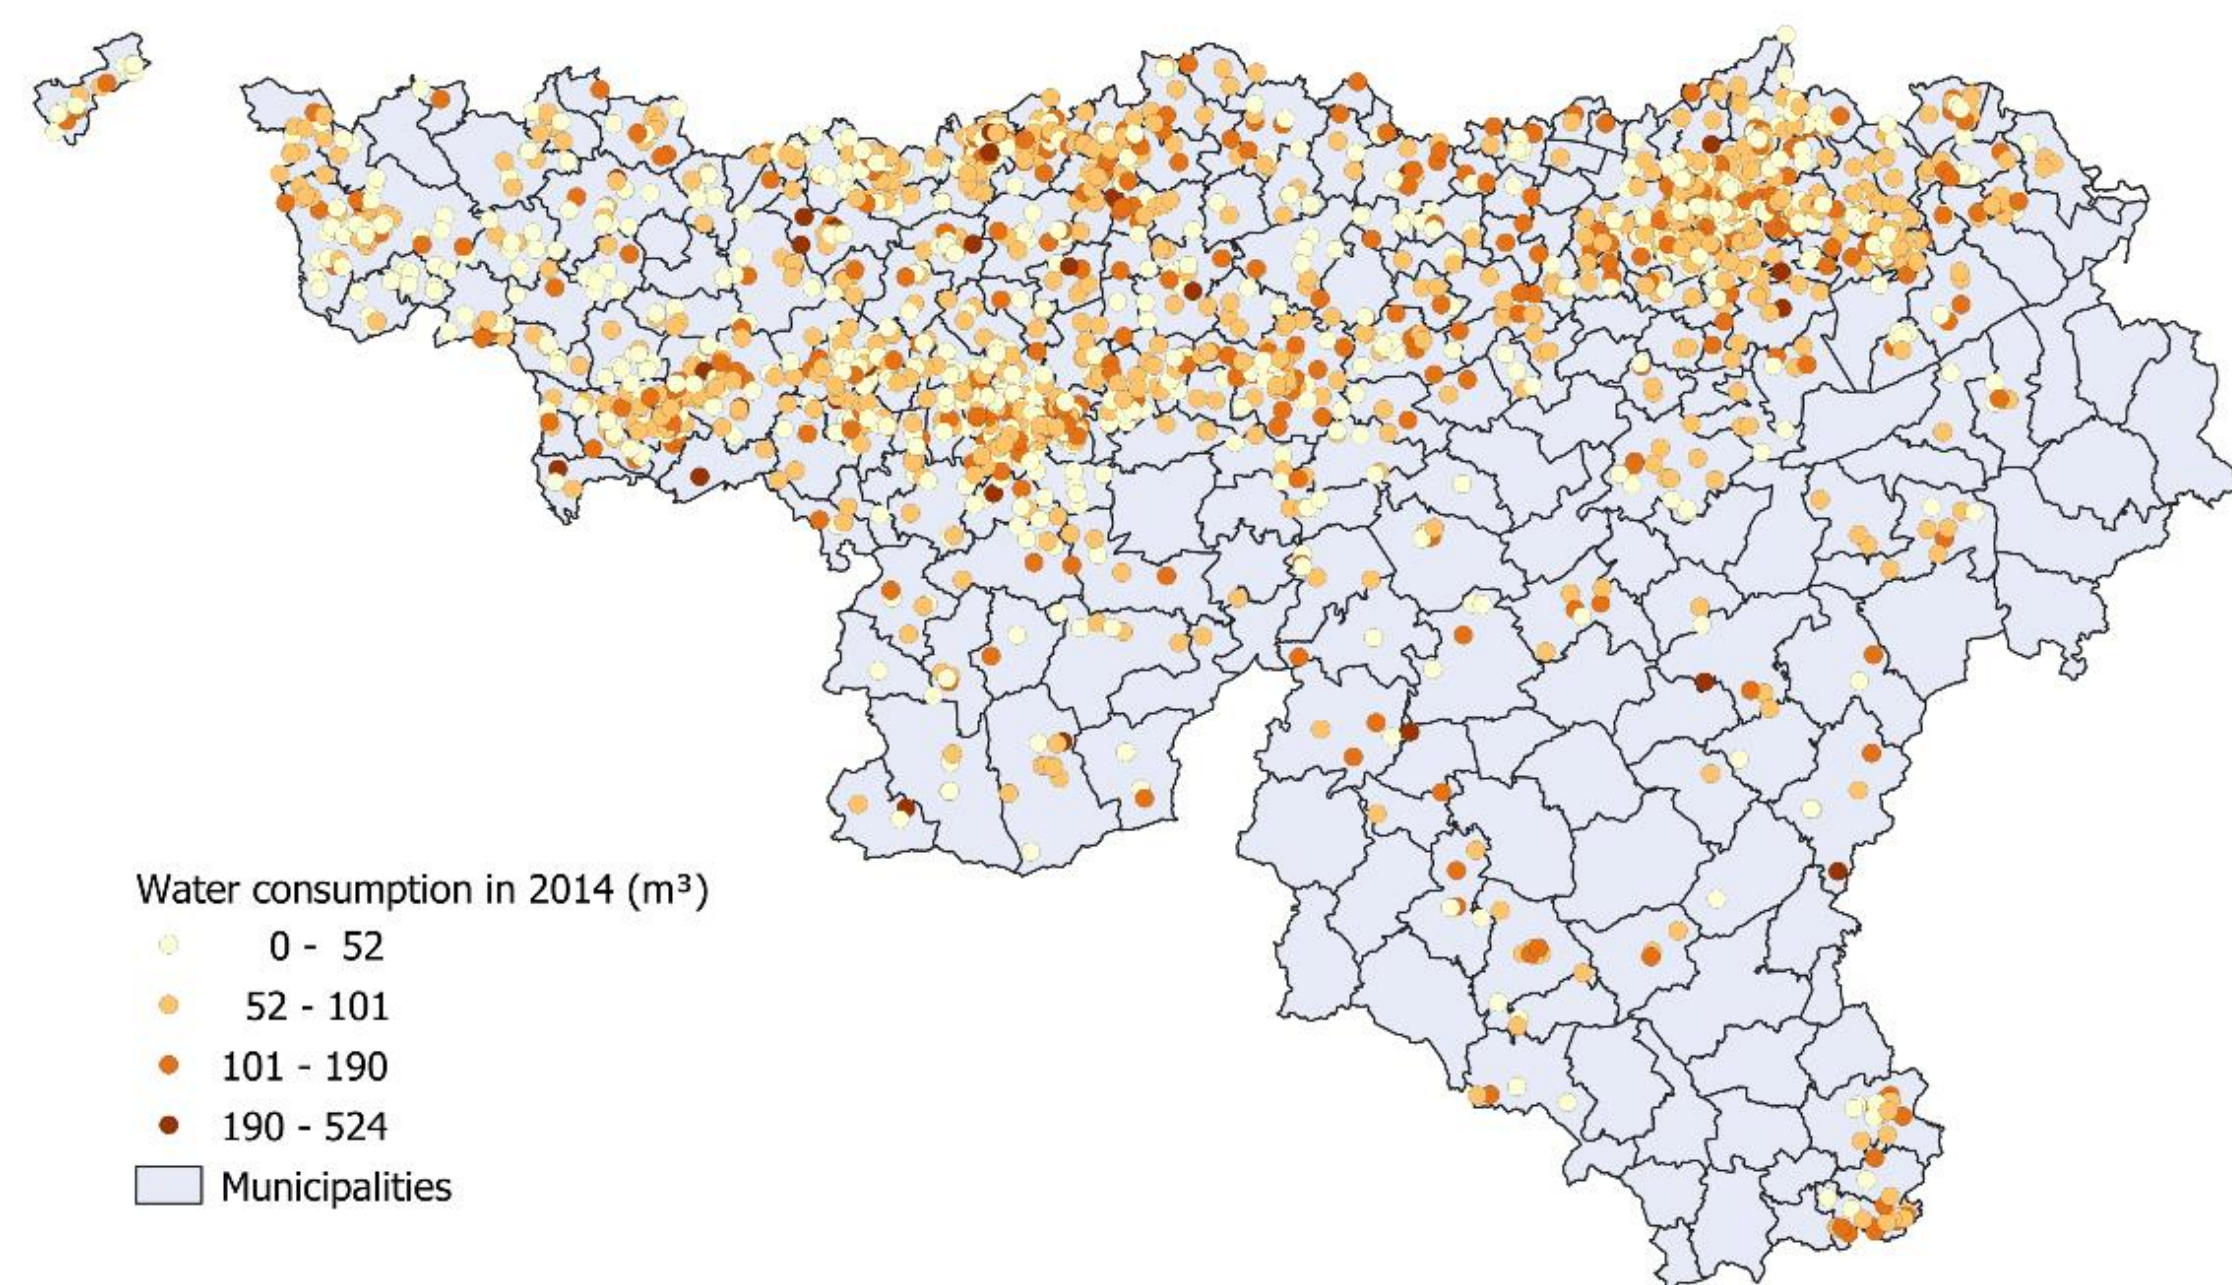 Water consumption in 2014 (m³)
0 - 52
52 - 101
101 - 190
190 - 524
Municipalities